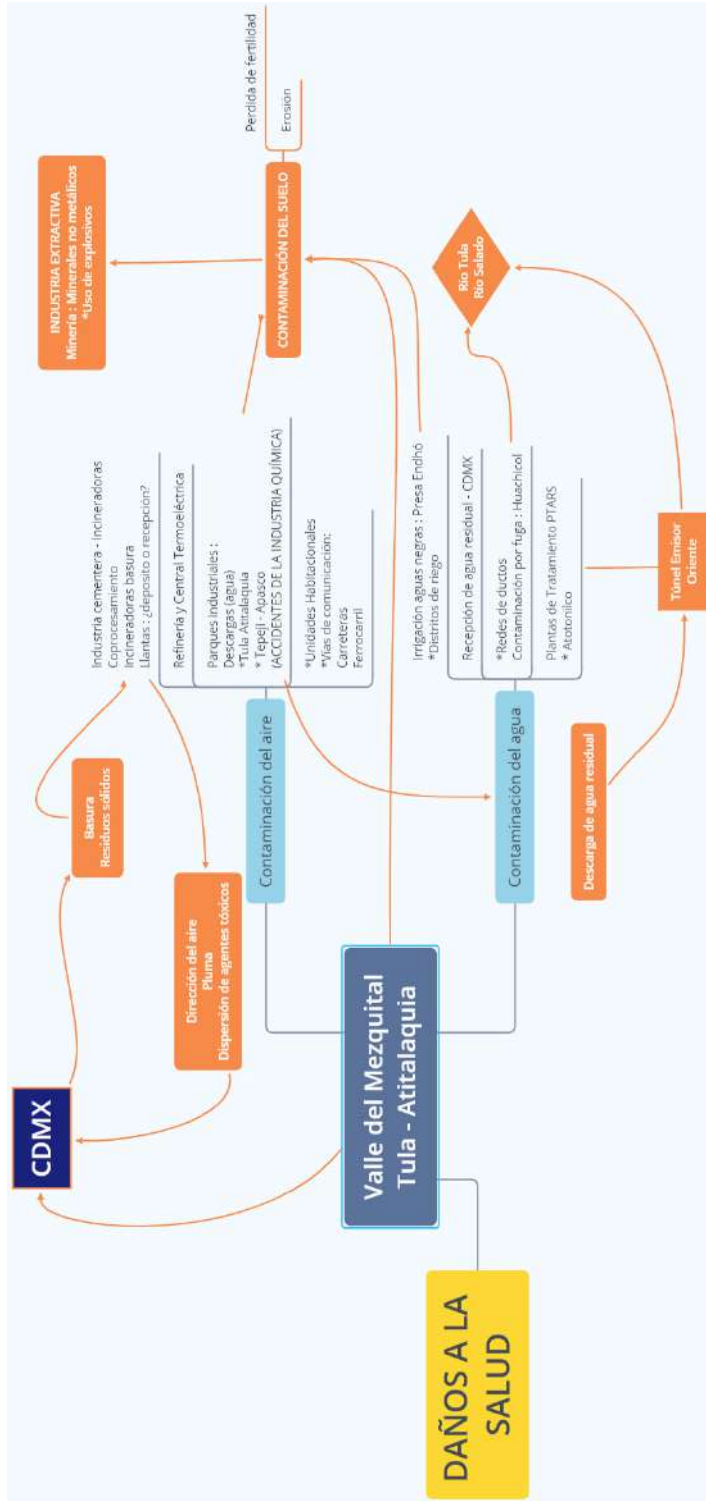 CDMX
Basura
Residuos sólidos
Dirección del aire
Pluma
Dispersión de agentes tóxicos
Industria cementera - incineradoras
Coprocesamiento
Incineradoras basura
Llantas : ¿deposito o recepción?
Refinería y Central Termoeléctrica
Parques Industriales :
Descargas (agua)
*Tula Atitalaquia
* Tepeji - Apasco
(ACCIDENTES DE LA INDUSTRIA QUÍMICA)
*Unidades Habitacionales
*Vías de comunicación:
Carreteras
Ferrocarril
INDUSTRIA EXTRACTIVA
Minería : Minerales no metálicos
*Uso de explosivos
CONTAMINACIÓN DEL SUELO
Perdida de fertilidad
Erosión
Contaminación del aire
Valle del Mezquital
Tula - Atitalaquia
DAÑOS A LA
SALUD
Contaminación del agua
Irrigación aguas negras : Presa Endhó
*Distritos de riego
Recepción de agua residual - CDMX
*Redes de ductos
Contaminación por fuga : Huachicol
Plantas de Tratamiento PTARS
* Atotonilco
Río Tula
Río Salado
Descarga de agua residual
Túnel Emisor
Oriente